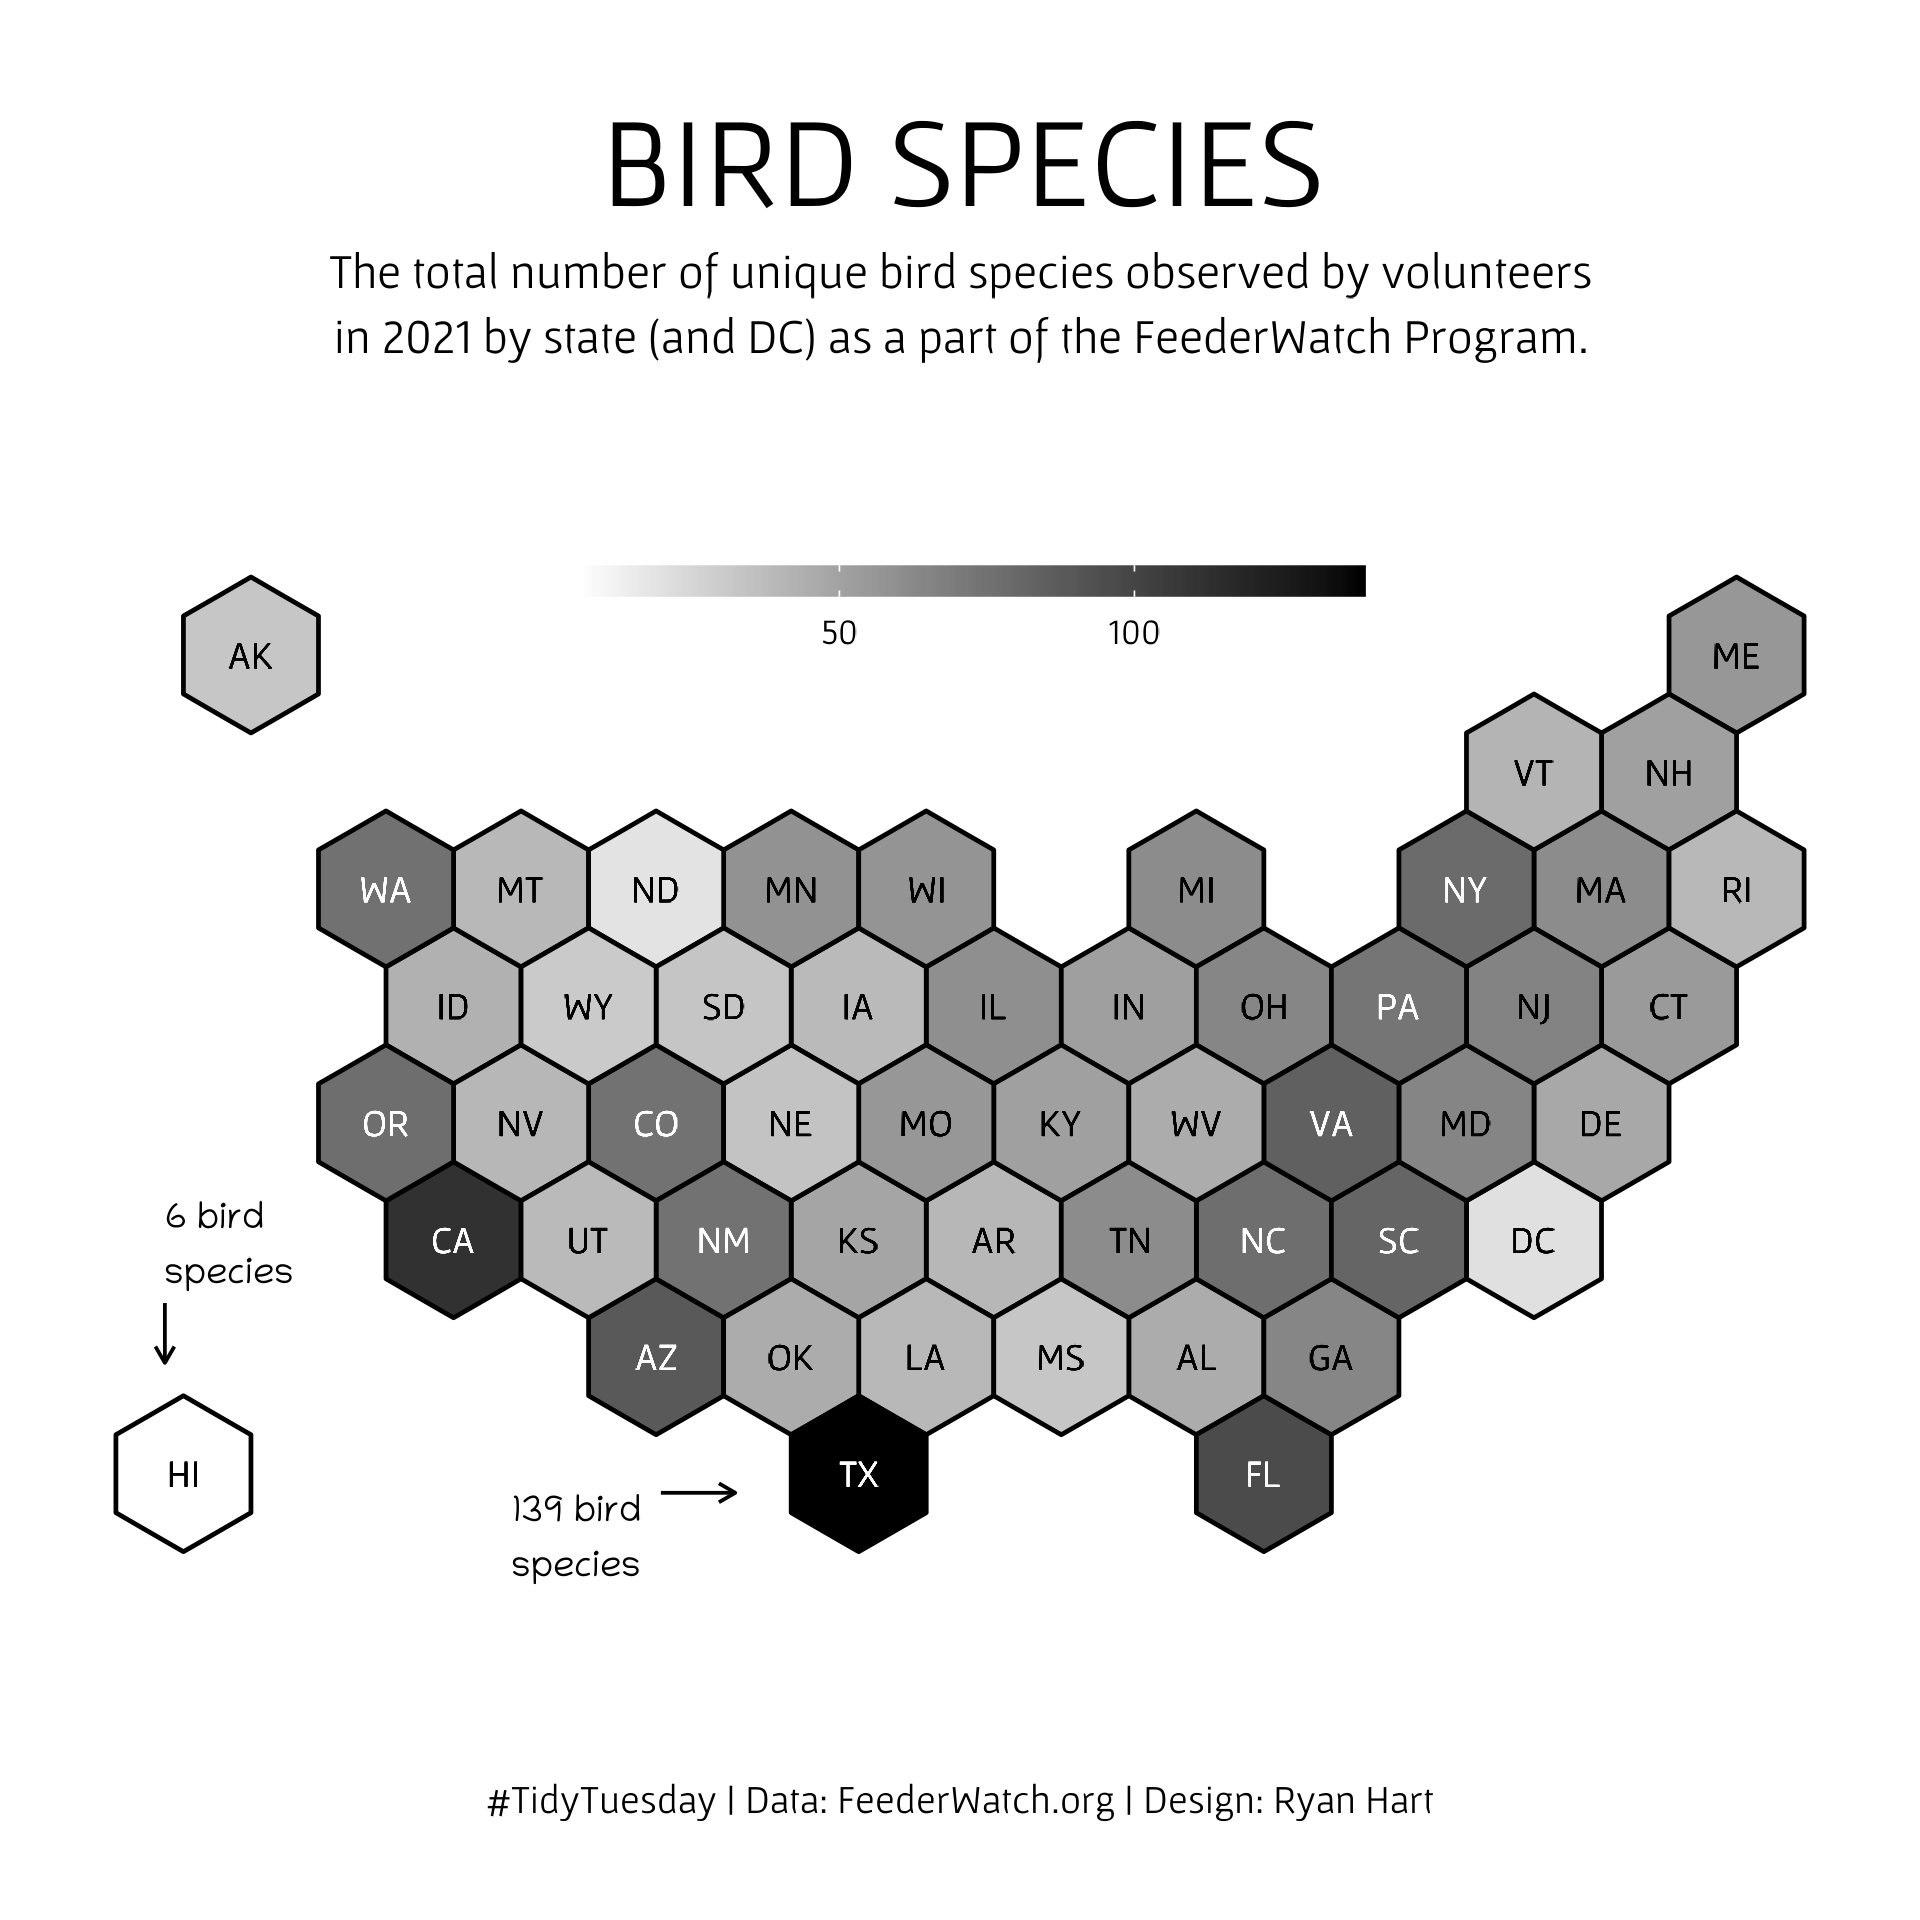 BIRD SPECIES
The total number of unique bird species observed by volunteers
in 2021 by state (and DC) as a part of the FeederWatch Program.
50 100
AK ME
VT NH
WA MT ND MN WI MI NY MA RI
ID WY SD IA IL IN OH PA NJ CT
OR NV CO NE MO KY WV VA MD DE
6 bird
species
CA UT NM KS AR TN NC SC DC
AZ OK LA MS AL GA
HI TX FL
139 bird
species
#TidyTuesday | Data: FeederWatch.org | Design: Ryan Hart